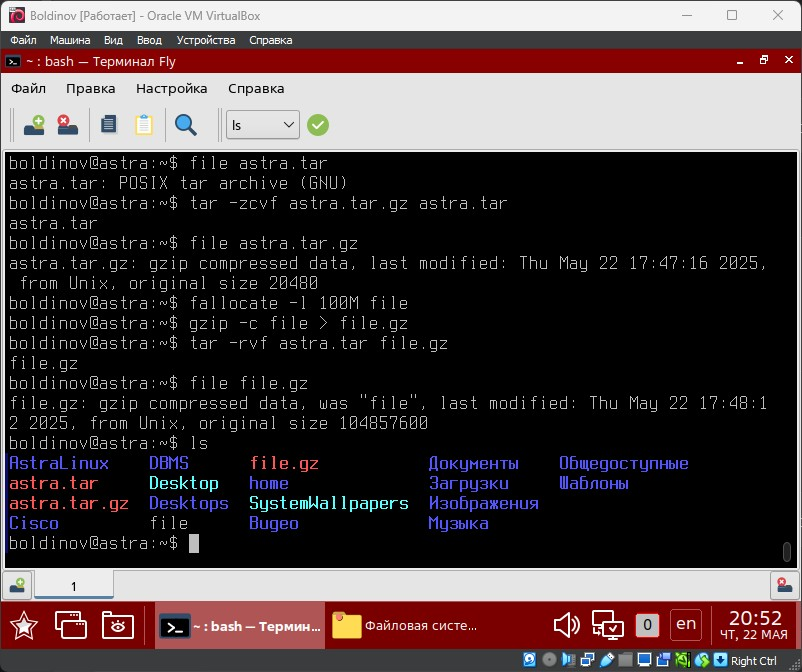 Boldinov [Работает] - Oracle VM VirtualBox
Файл Машина Вид Ввод Устройства Справка
~ : bash — Терминал Fly
Файл Правка Настройка Справка
ls
boldinov@astra:~$ file astra.tar
astra.tar: POSIX tar archive (GNU)
boldinov@astra:~$ tar -zcvf astra.tar.gz astra.tar
astra.tar
boldinov@astra:~$ file astra.tar.gz
astra.tar.gz: gzip compressed data, last modified: Thu May 22 17:47:16 2025,
 from Unix, original size 20480
boldinov@astra:~$ fallocate -l 100M file
boldinov@astra:~$ gzip -c file > file.gz
boldinov@astra:~$ tar -rvf astra.tar file.gz
file.gz
boldinov@astra:~$ file file.gz
file.gz: gzip compressed data, was "file", last modified: Thu May 22 17:48:1
2 2025, from Unix, original size 104857600
boldinov@astra:~$ ls
AstraLinux DBMS file.gz Документы Общедоступные
astra.tar Desktop home Загрузки Шаблоны
astra.tar.gz Desktops SystemWallpapers Изображения
Cisco file Видео Музыка
boldinov@astra:~$
1
~ : bash — Термин... Файловая систе... 0 en 20:52
ЧТ, 22 МАЯ
Right Ctrl